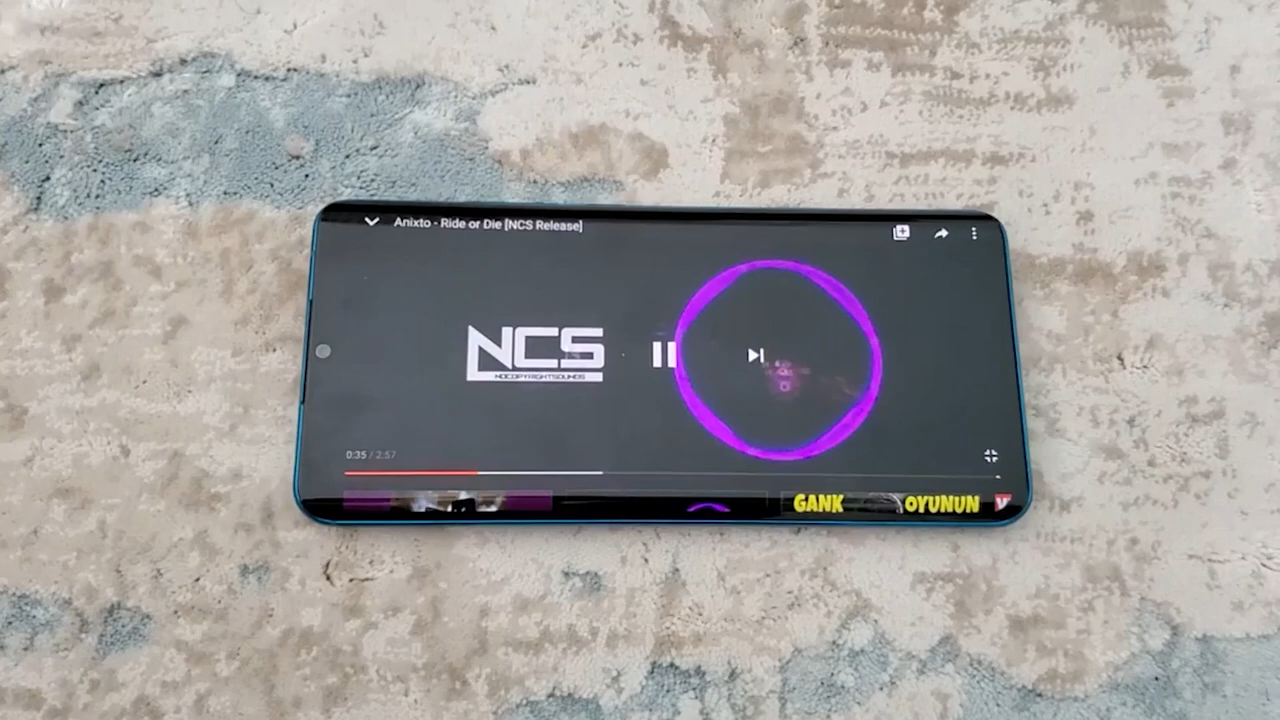 Anixto - Ride or Die [NCS Release]
NCS
NOCOPYRIGHTSOUNDS
0:35 / 2:57
GANK OYUNUN